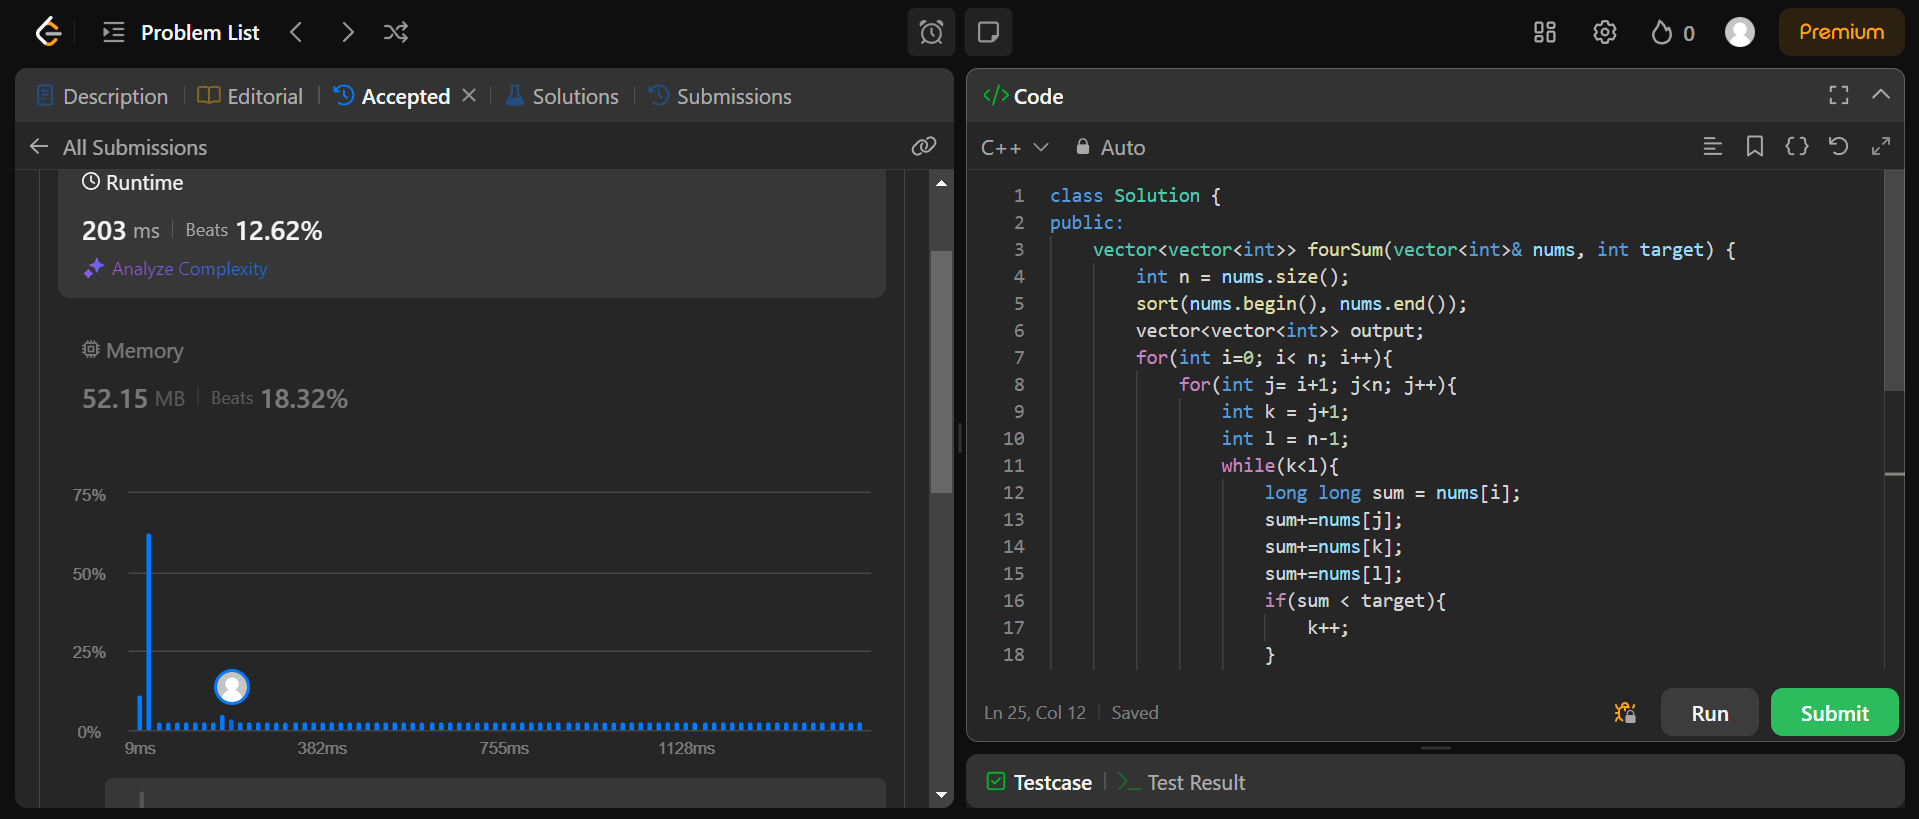 Problem List
0
Premium
Description
Editorial
Accepted
Solutions
Submissions
All Submissions
Runtime
203 ms Beats 12.62%
Analyze Complexity
Memory
52.15 MB Beats 18.32%
75%
50%
25%
0%
9ms 382ms 755ms 1128ms
</> Code
C++ Auto
1 class Solution {
2 public:
3 vector<vector<int>> fourSum(vector<int>& nums, int target) {
4 int n = nums.size();
5 sort(nums.begin(), nums.end());
6 vector<vector<int>> output;
7 for(int i=0; i< n; i++){
8 for(int j= i+1; j<n; j++){
9 int k = j+1;
10 int l = n-1;
11 while(k<l){
12 long long sum = nums[i];
13 sum+=nums[j];
14 sum+=nums[k];
15 sum+=nums[l];
16 if(sum < target){
17 k++;
18 }
Ln 25, Col 12 Saved
Run
Submit
Testcase
Test Result